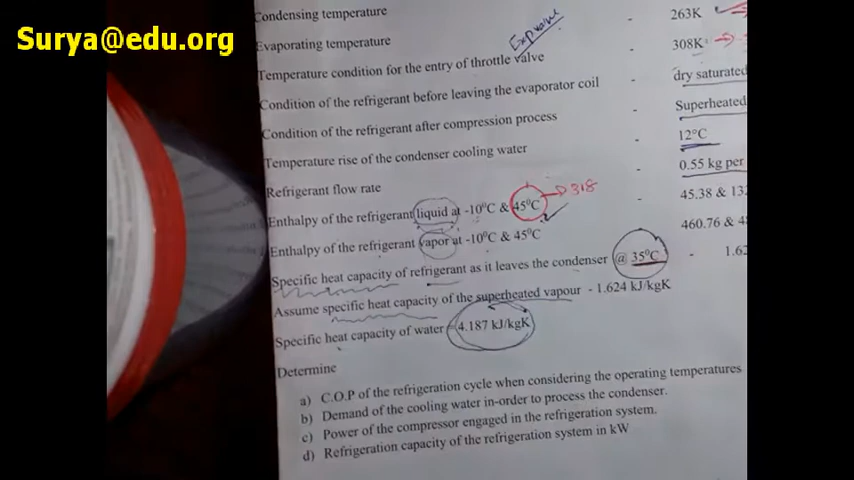 Surya@edu.org
Condensing temperature
Evaporating temperature - 263K
Temperature condition for the entry of throttle valve - 308K
Condition of the refrigerant before leaving the evaporator coil - dry saturated
Condition of the refrigerant after compression process - Superheated
Temperature rise of the condenser cooling water - 12°C
Refrigerant flow rate - 0.55 kg per
Enthalpy of the refrigerant liquid at -10°C & 45°C → 318 - 45.38 &
Enthalpy of the refrigerant vapor at -10°C & 45°C 460.76 &
Specific heat capacity of refrigerant as it leaves the condenser @ 35°C - 1.62
Assume specific heat capacity of the superheated vapour - 1.624 kJ/kgK
Specific heat capacity of water = 4.187 kJ/kgK
Determine
a) C.O.P of the refrigeration cycle when considering the operating temperatures
b) Demand of the cooling water in-order to process the condenser.
c) Power of the compressor engaged in the refrigeration system.
d) Refrigeration capacity of the refrigeration system in kW